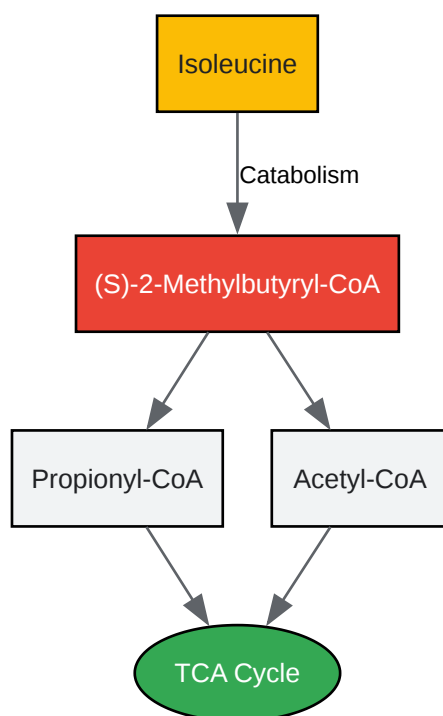 Isoleucine
Catabolism
(S)-2-Methylbutyryl-CoA
Propionyl-CoA
Acetyl-CoA
TCA Cycle